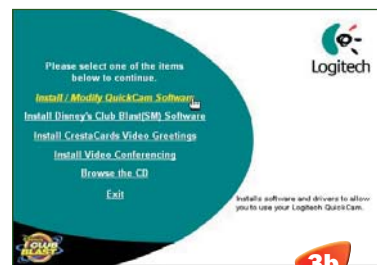 Logitech
Please select one of the items
below to continue.
Install / Modify QuickCam Software
Install Disney's Club Blast(SM) Software
Install CrestaCards Video Greetings
Install Video Conferencing
Browse the CD
Exit
Installs software and drivers to allow
you to use your Logitech QuickCam.
CLUB
BLAST
3b